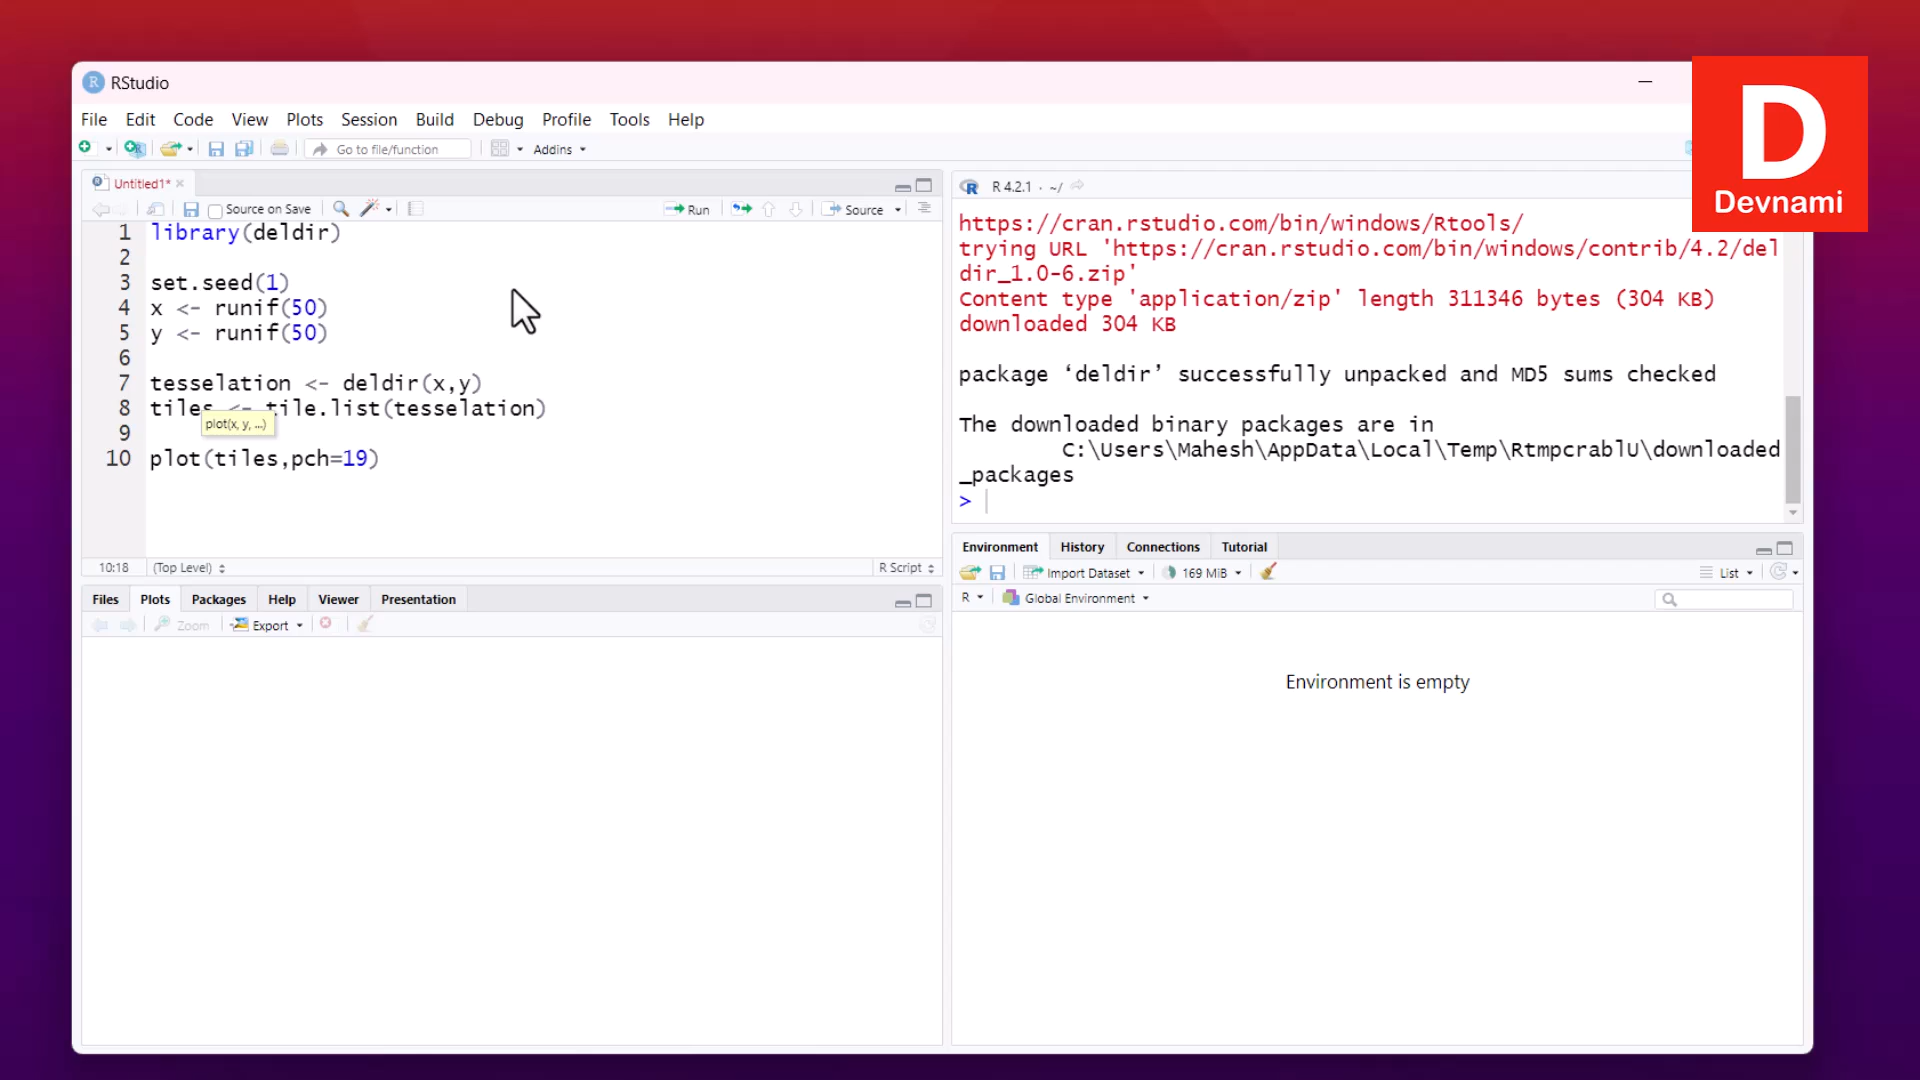 RStudio
File Edit Code View Plots Session Build Debug Profile Tools Help
Go to file/function Addins
D
Devnami
Untitled1*
Source on Save Run Source
1 library(deldir)
2
3 set.seed(1)
4 x <- runif(50)
5 y <- runif(50)
6
7 tesselation <- deldir(x,y)
8 tiles <- tile.list(tesselation)
plot(x, y, ...)
9
10 plot(tiles,pch=19)
10:18 (Top Level) R Script
R 4.2.1 · ~/
https://cran.rstudio.com/bin/windows/Rtools/
trying URL 'https://cran.rstudio.com/bin/windows/contrib/4.2/del
dir_1.0-6.zip'
Content type 'application/zip' length 311346 bytes (304 KB)
downloaded 304 KB
package ‘deldir’ successfully unpacked and MD5 sums checked
The downloaded binary packages are in
C:\Users\Mahesh\AppData\Local\Temp\RtmpcrablU\downloaded
_packages
>
Files Plots Packages Help Viewer Presentation
Zoom Export
Environment History Connections Tutorial
Import Dataset 169 MiB List
R Global Environment
Environment is empty